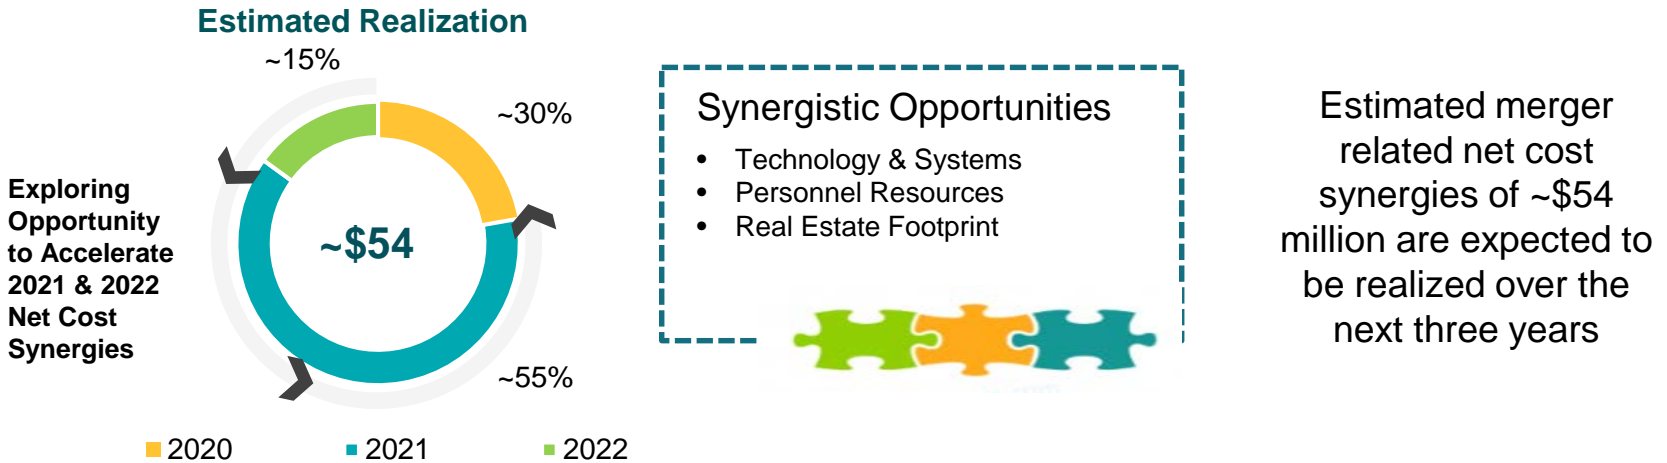 Estimated Realization
~15%
~30%
Exploring
Opportunity
to Accelerate
2021 & 2022
Net Cost
Synergies
~$54
~55%
2020
2021
2022
Synergistic Opportunities
• Technology & Systems
• Personnel Resources
• Real Estate Footprint
Estimated merger
related net cost
synergies of ~$54
million are expected to
be realized over the
next three years